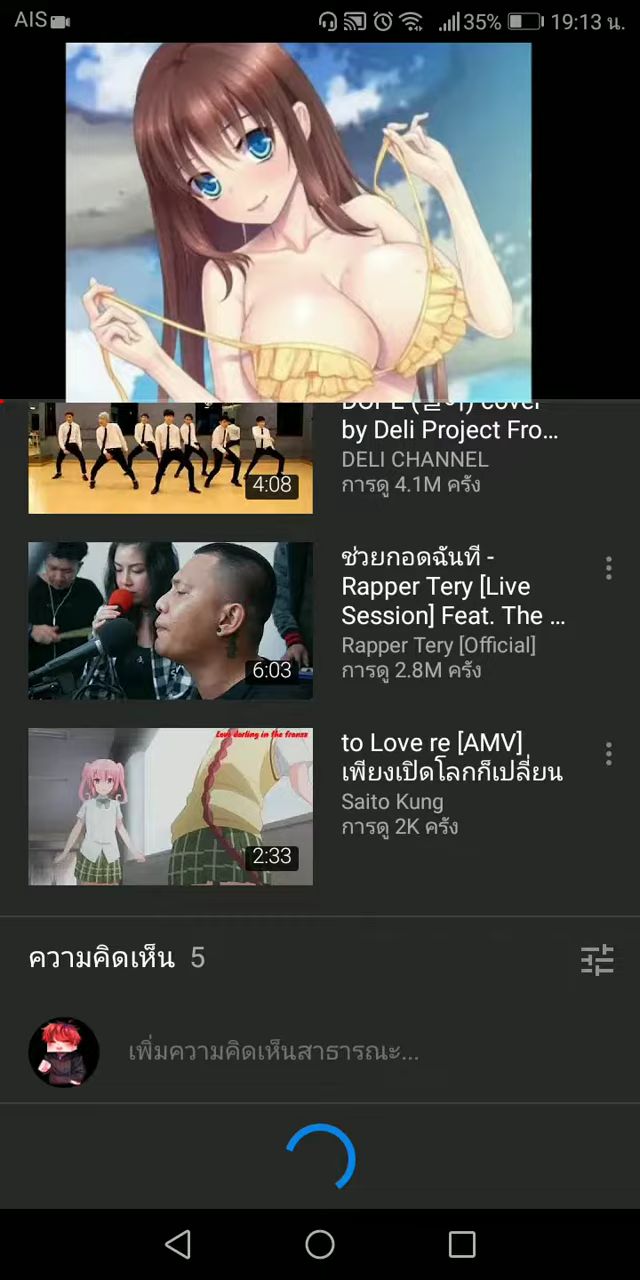 AIS 35% 19:13 น.
by Deli Project Fro...
DELI CHANNEL
การดู 4.1M ครั้ง
4:08
ช่วยกอดฉันที -
Rapper Tery [Live
Session] Feat. The ...
Rapper Tery [Official]
การดู 2.8M ครั้ง
6:03
Love darling in the franxx
to Love re [AMV]
เพียงเปิดโลกก็เปลี่ยน
Saito Kung
การดู 2K ครั้ง
2:33
ความคิดเห็น 5
เพิ่มความคิดเห็นสาธารณะ...